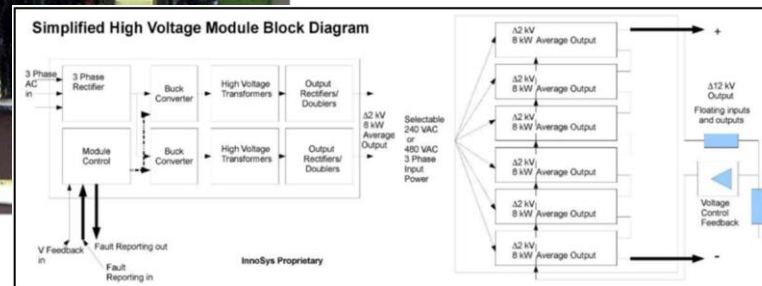 Simplified High Voltage Module Block Diagram
3 Phase
AC
in
3 Phase
Rectifier
Buck
Converter
High Voltage
Transformers
Output
Rectifiers/
Doublers
Module
Control
Buck
Converter
High Voltage
Transformers
Output
Rectifiers/
Doublers
Δ2 kV
8 kW
Average
Output
V Feedback
in
Fault Reporting out
Fault
Reporting in
InnoSys Proprietary
Selectable
240 VAC
or
480 VAC
3 Phase
Input
Power
Δ2 kV
8 kW Average Output
Δ2 kV
8 kW Average Output
Δ2 kV
8 kW Average Output
Δ2 kV
8 kW Average Output
Δ2 kV
8 kW Average Output
Δ2 kV
8 kW Average Output
+
Δ12 kV
Output
Floating inputs
and outputs
Voltage
Control
Feedback
-